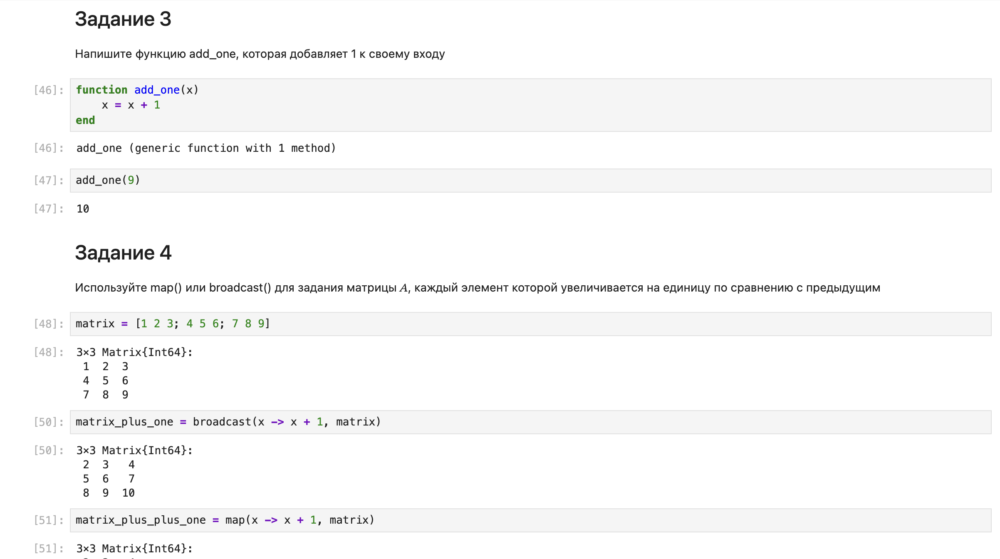 Задание 3
Напишите функцию add_one, которая добавляет 1 к своему входу
[46]: function add_one(x)
    x = x + 1
end
[46]: add_one (generic function with 1 method)
[47]: add_one(9)
[47]: 10
Задание 4
Используйте map() или broadcast() для задания матрицы A, каждый элемент которой увеличивается на единицу по сравнению с предыдущим
[48]: matrix = [1 2 3; 4 5 6; 7 8 9]
[48]: 3×3 Matrix{Int64}:
 1  2  3
 4  5  6
 7  8  9
[50]: matrix_plus_one = broadcast(x -> x + 1, matrix)
[50]: 3×3 Matrix{Int64}:
 2  3   4
 5  6   7
 8  9  10
[51]: matrix_plus_plus_one = map(x -> x + 1, matrix)
[51]: 3×3 Matrix{Int64}: